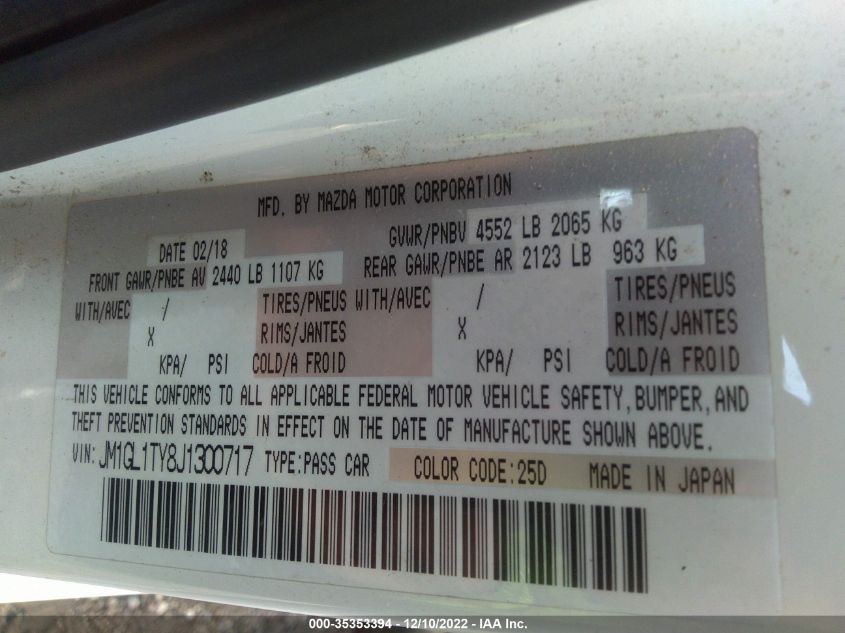 MFD. BY MAZDA MOTOR CORPORATION
DATE 02/18 GVWR/PNBV 4552 LB 2065 KG
FRONT GAWR/PNBE AV 2440 LB 1107 KG REAR GAWR/PNBE AR 2123 LB 963 KG
WITH/AVEC / TIRES/PNEUS WITH/AVEC / TIRES/PNEUS
X RIMS/JANTES X RIMS/JANTES
KPA/ PSI COLD/A FROID KPA/ PSI COLD/A FROID
THIS VEHICLE CONFORMS TO ALL APPLICABLE FEDERAL MOTOR VEHICLE SAFETY, BUMPER, AND
THEFT PREVENTION STANDARDS IN EFFECT ON THE DATE OF MANUFACTURE SHOWN ABOVE.
VIN: JM1GL1TY8J1300717 TYPE:PASS CAR COLOR CODE:25D MADE IN JAPAN
000-35353394 - 12/10/2022 - IAA Inc.